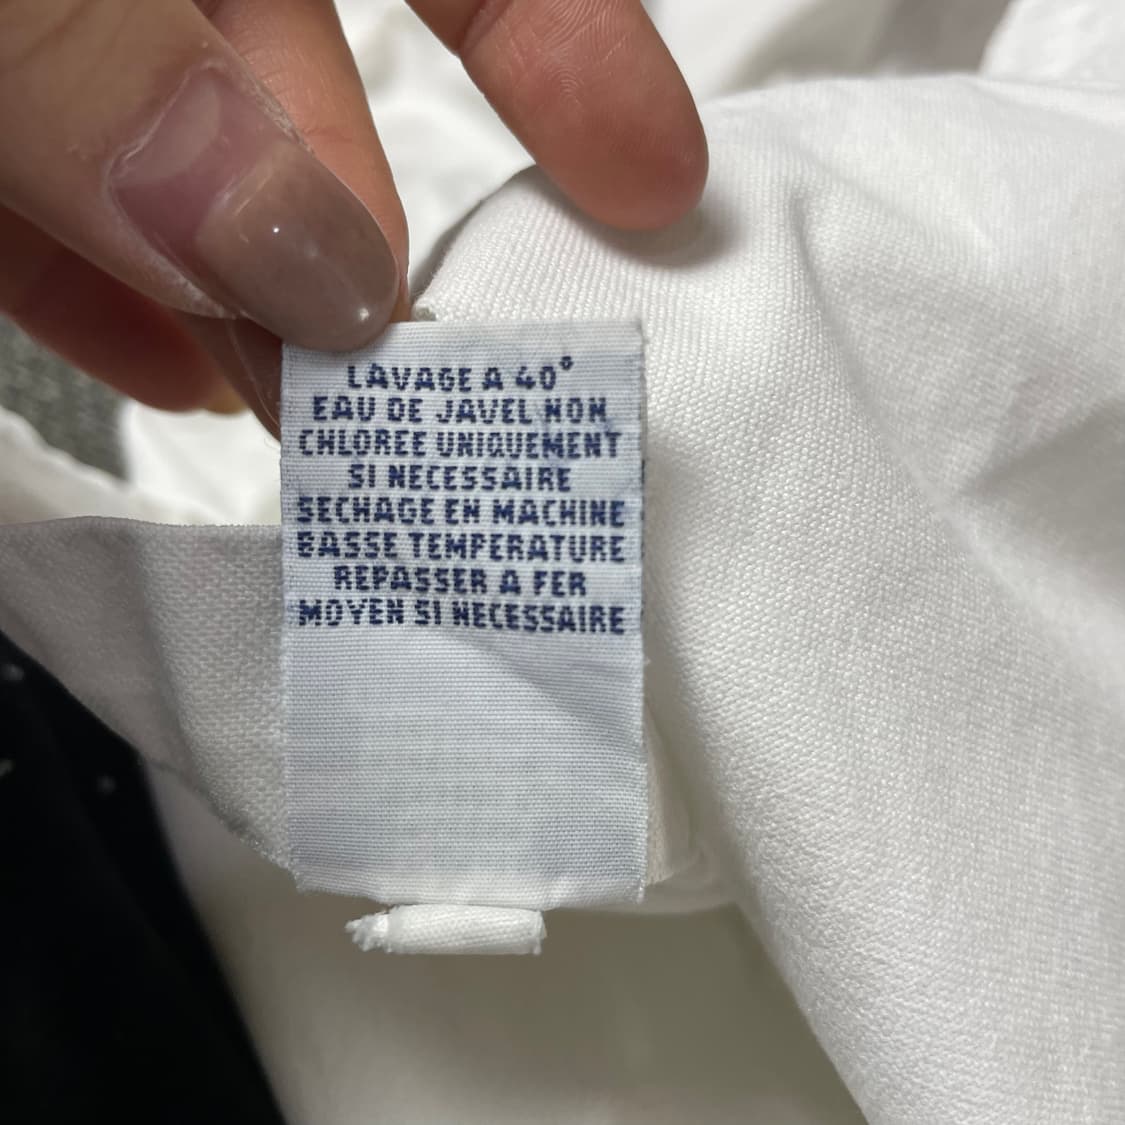 LAVAGE A 40°
EAU DE JAVEL NON
CHLOREE UNIQUEMENT
SI NECESSAIRE
SECHAGE EN MACHINE
BASSE TEMPERATURE
REPASSER A FER
MOYEN SI NECESSAIRE